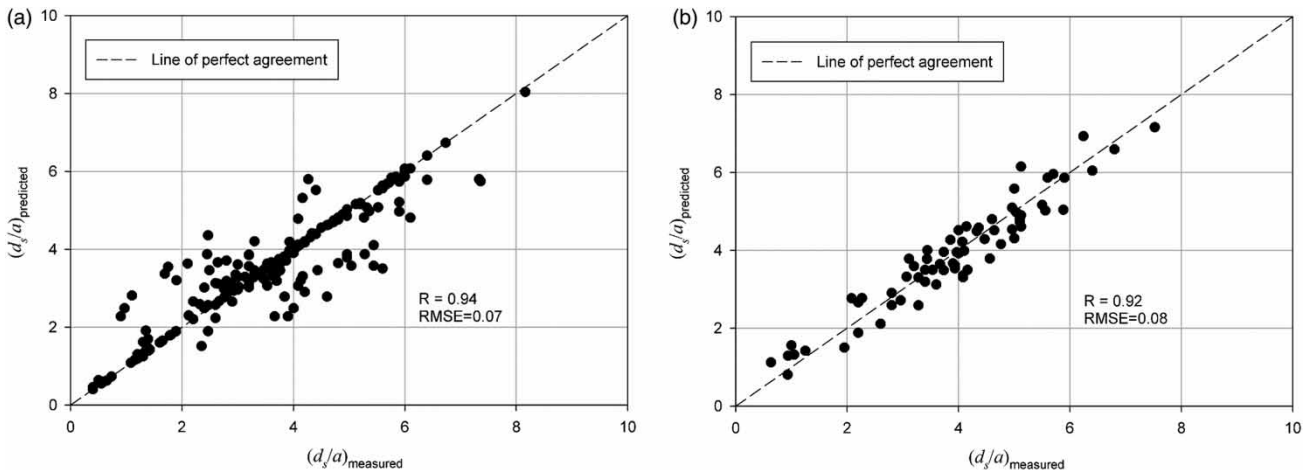 (a)
10
8
6
4
2
0
(d_s/a)_predicted
Line of perfect agreement
R = 0.94
RMSE=0.07
0 2 4 6 8 10
(d_s/a)_measured
(b)
10
8
6
4
2
0
(d_s/a)_predicted
Line of perfect agreement
R = 0.92
RMSE=0.08
0 2 4 6 8 10
(d_s/a)_measured